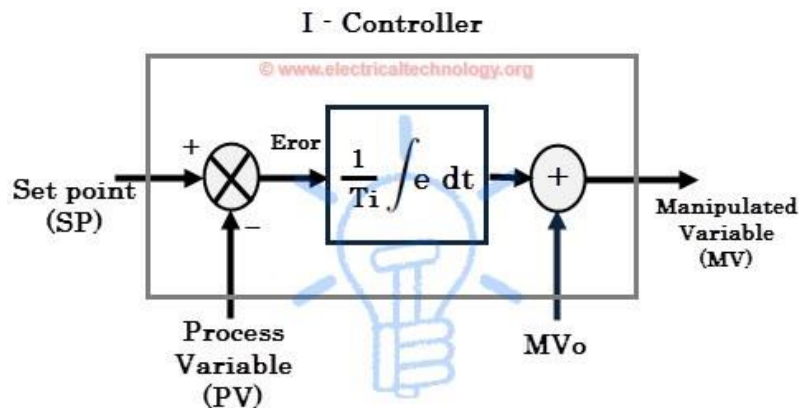 I - Controller
© www.electricaltechnology.org
+
Eror
1
Ti
∫e dt
+
Set point
(SP)
−
Manipulated
Variable
(MV)
Process
Variable
(PV)
MVo